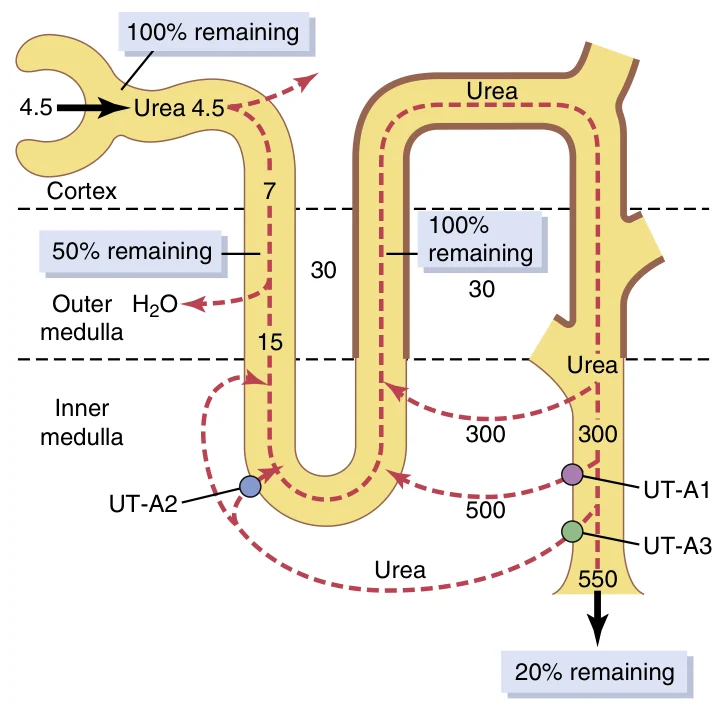 100% remaining
4.5
Urea 4.5
Urea
Cortex
7
50% remaining
100%
remaining
30
30
Outer
medulla
H₂O
15
Urea
Inner
medulla
300
300
UT-A2
500
UT-A1
UT-A3
Urea
550
20% remaining